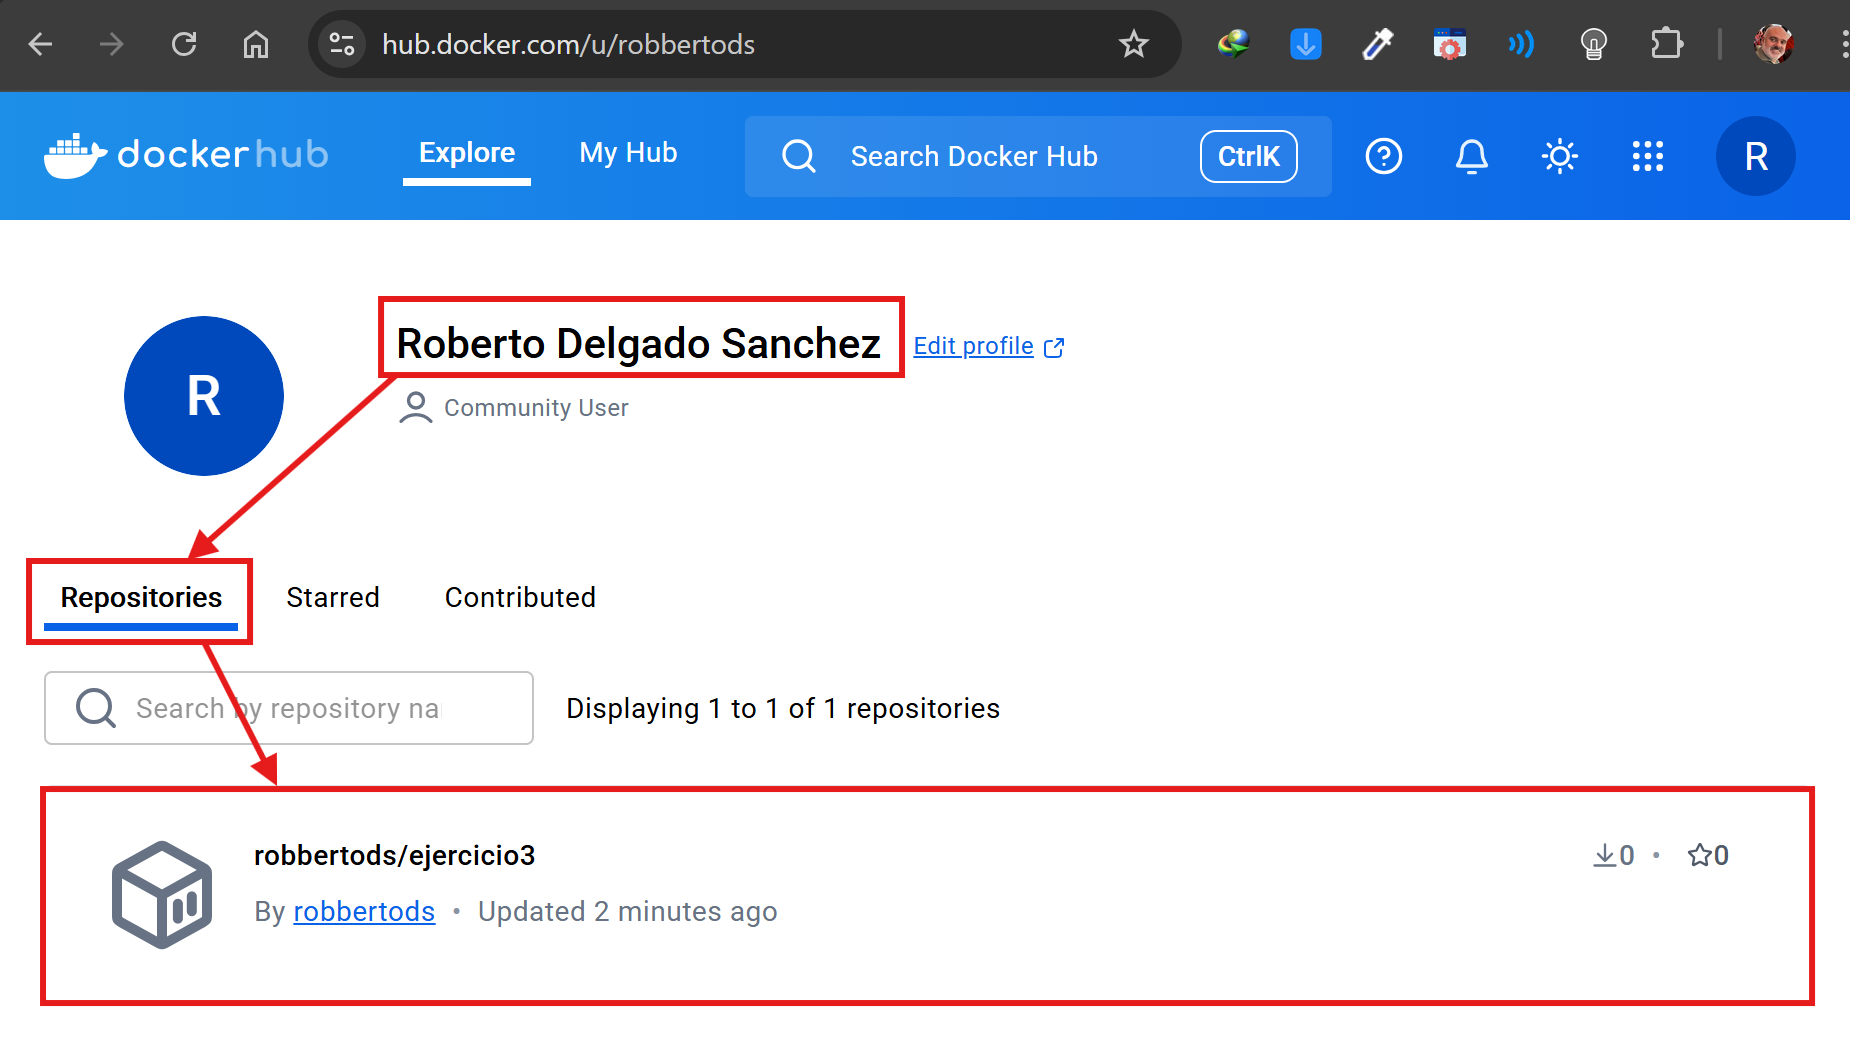 hub.docker.com/u/robbertods
dockerhub
Explore
My Hub
Search Docker Hub
CtrlK
R
Roberto Delgado Sanchez
Edit profile
R
Community User
Repositories
Starred
Contributed
Search by repository na
Displaying 1 to 1 of 1 repositories
robbertods/ejercicio3
0 • 0
By robbertods • Updated 2 minutes ago